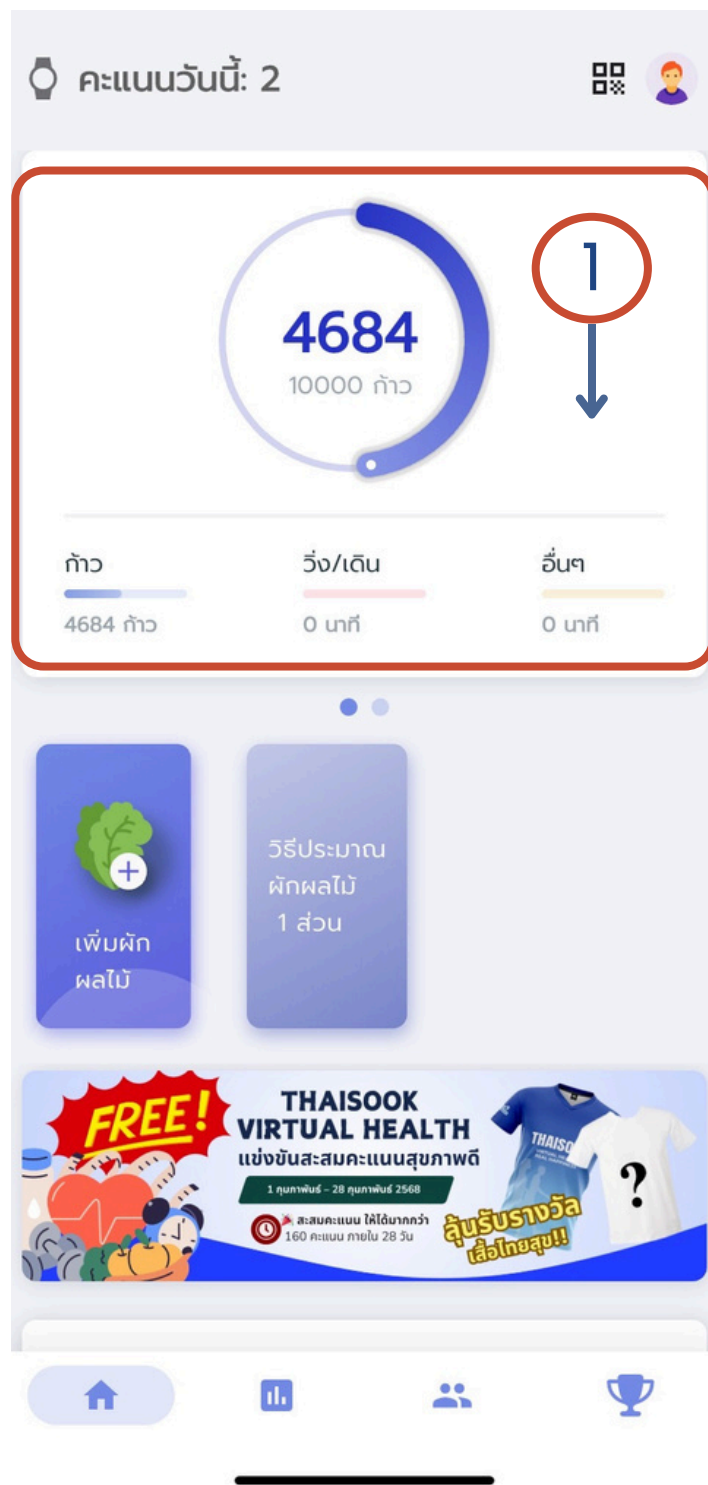 คะแนนวันนี้: 2
1
4684
10000 ก้าว
ก้าว วิ่ง/เดิน อื่นๆ
4684 ก้าว 0 นาที 0 นาที
เพิ่มผัก
ผลไม้
วิธีประมาณ
ผักผลไม้
1 ส่วน
FREE!
THAISOOK
VIRTUAL HEALTH
แข่งขันสะสมคะแนนสุขภาพดี
1 กุมภาพันธ์ – 28 กุมภาพันธ์ 2568
สะสมคะแนน ให้ได้มากกว่า
160 คะแนน ภายใน 28 วัน
ลุ้นรับรางวัล
เสื้อไทยสุข!!
?